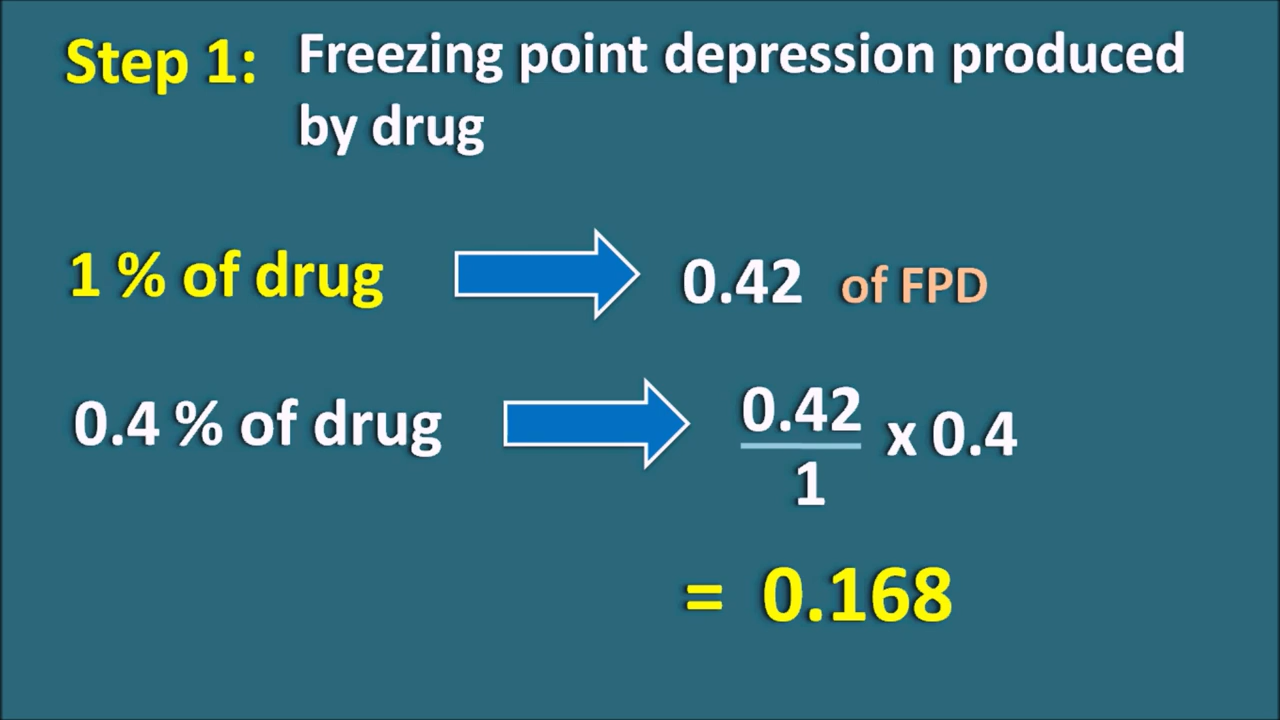 Step 1: Freezing point depression produced
by drug
1 % of drug 0.42 of FPD
0.4 % of drug 0.42
1 x 0.4
= 0.168